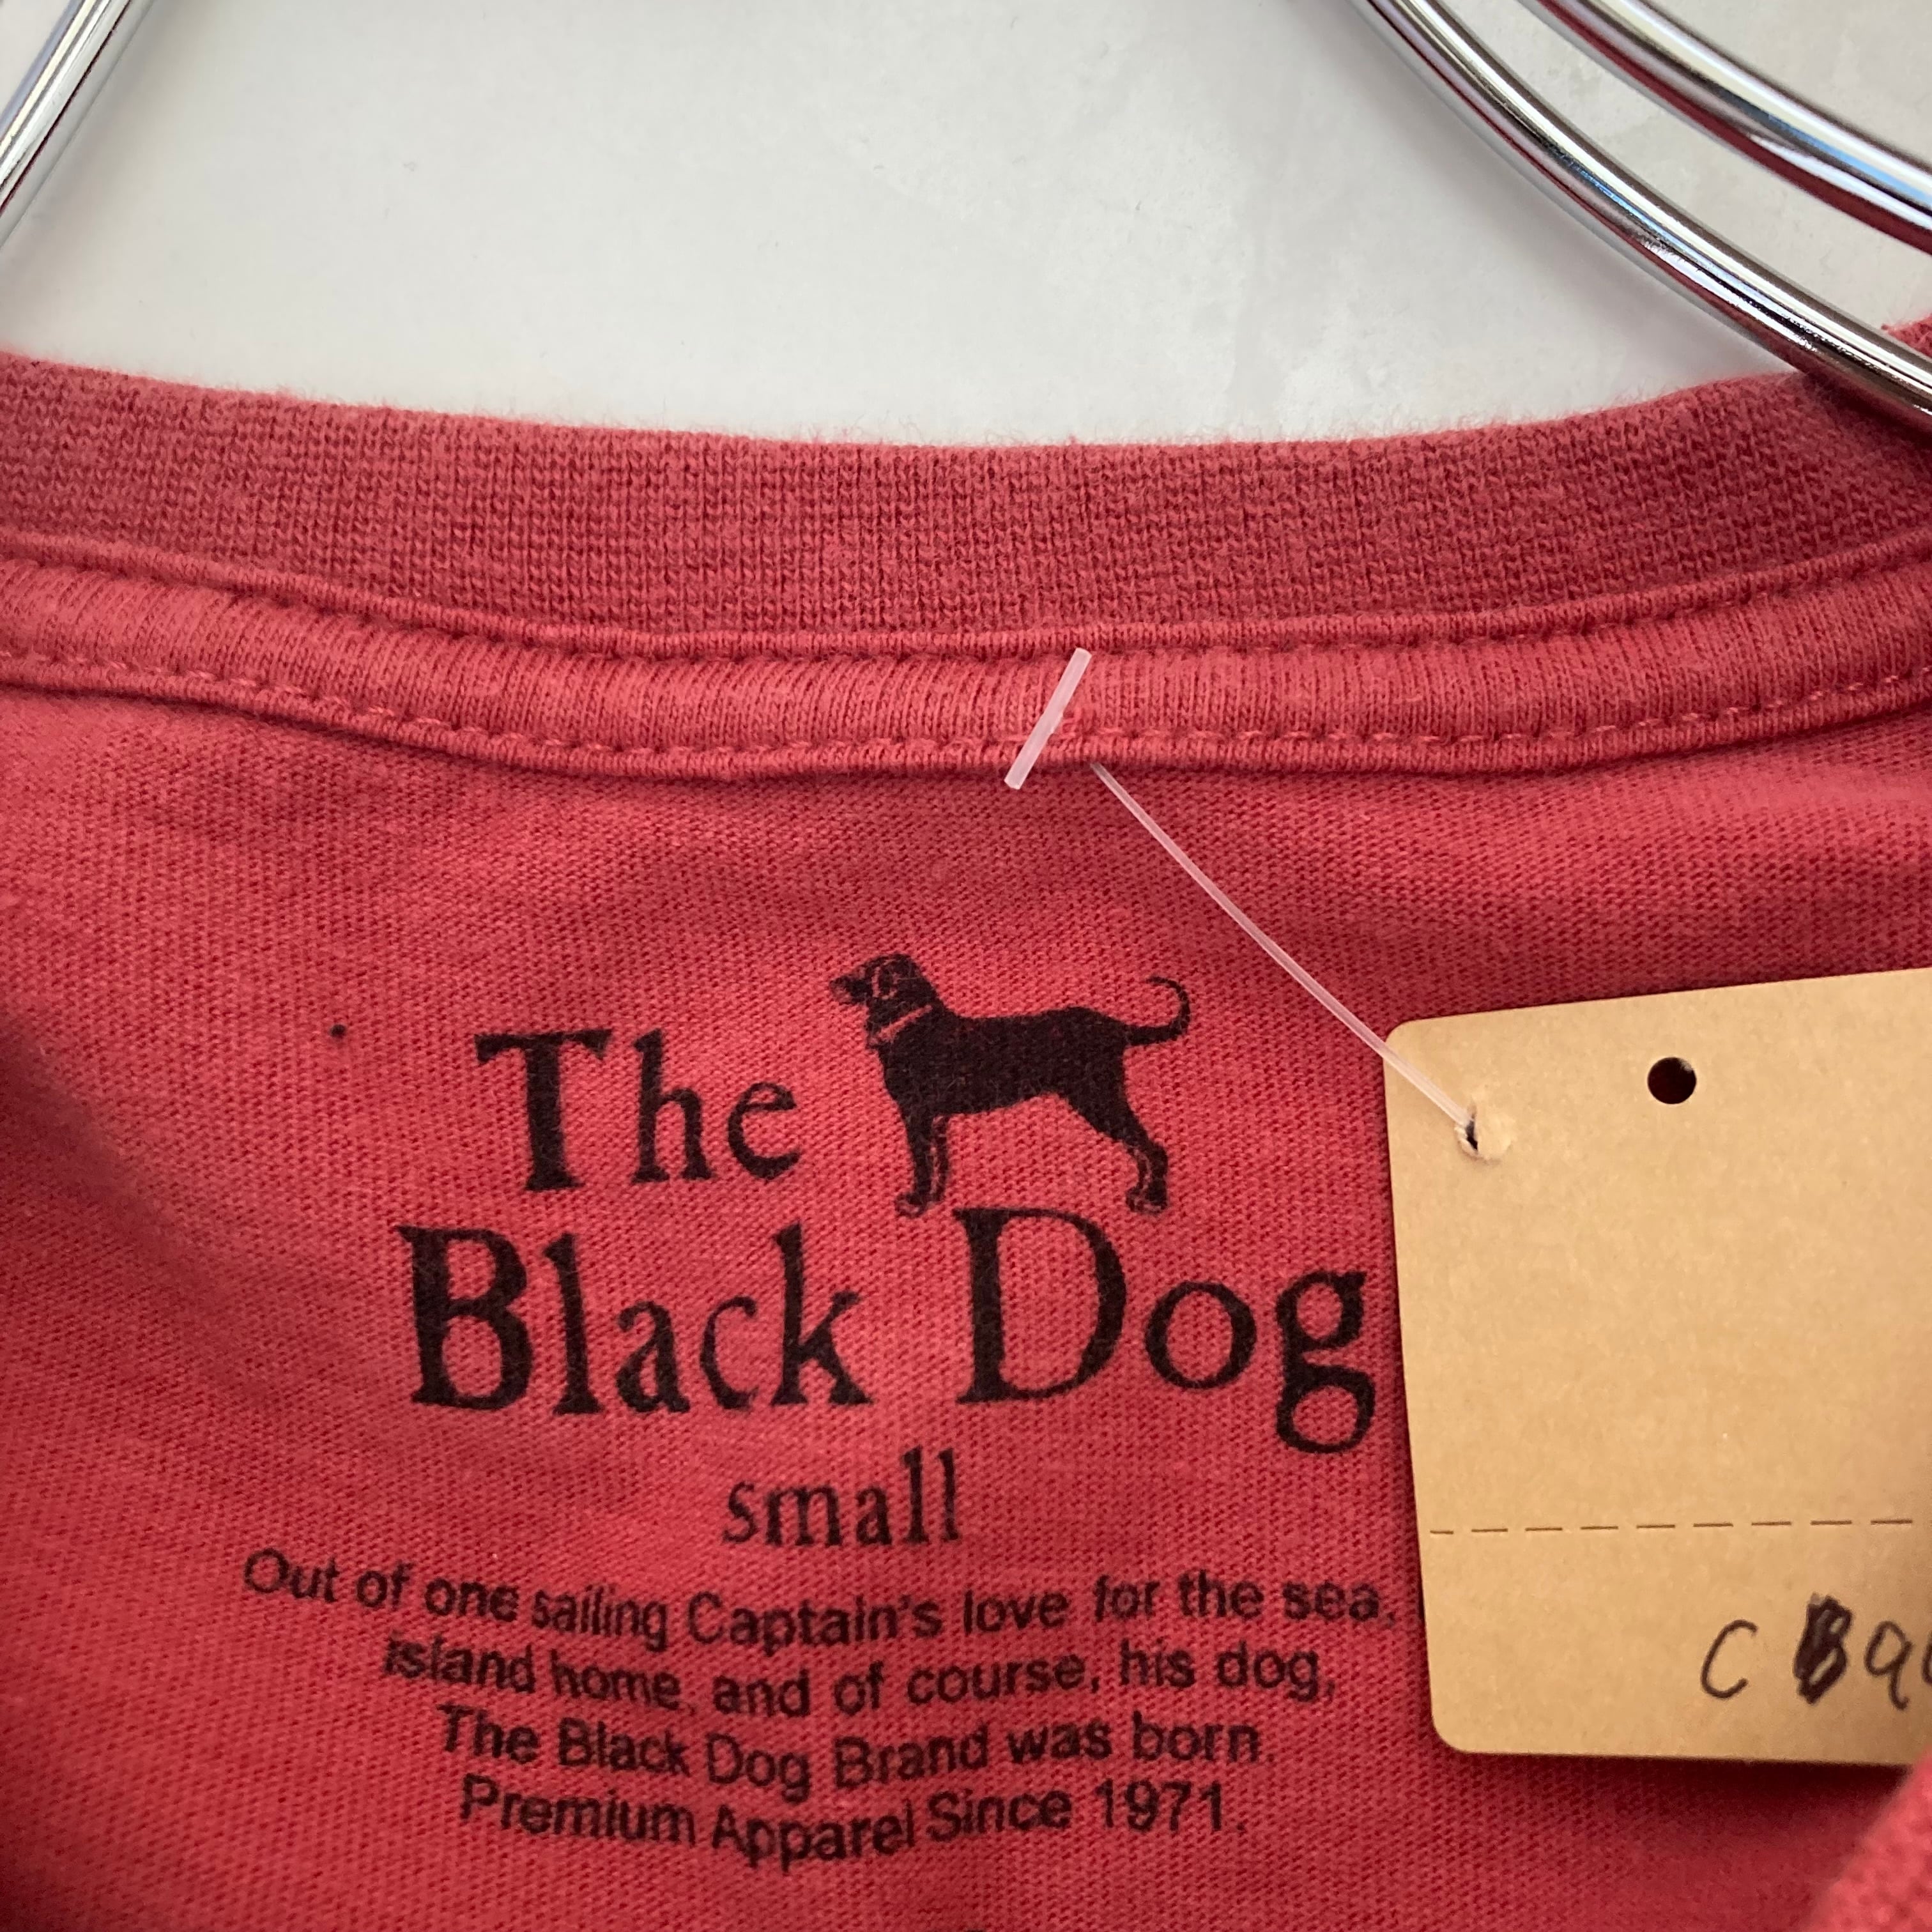 The
Black Dog
small
Out of one sailing Captain's love for the sea,
island home, and of course, his dog,
The Black Dog Brand was born.
Premium Apparel Since 1971.